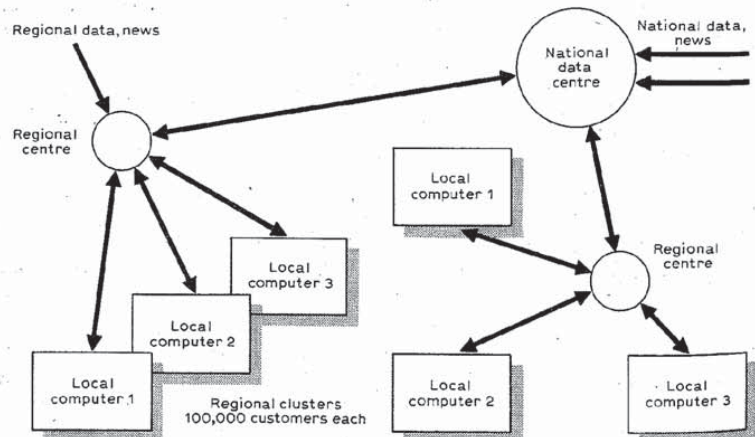 Regional data, news
Regional
centre
National
data
centre
National data,
news
Local
computer 1
Regional
centre
Local
computer 3
Local
computer 2
Local
computer 1
Regional clusters
100,000 customers each
Local
computer 2
Local
computer 3